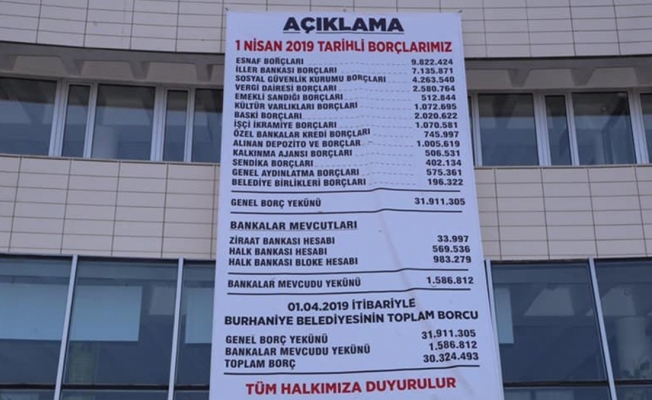 AÇIKLAMA
1 NİSAN 2019 TARİHLİ BORÇLARIMIZ
ESNAF BORÇLARI 9.822.424
İLLER BANKASI BORÇLARI 7.135.871
SOSYAL GÜVENLİK KURUMU BORÇLARI 4.263.540
VERGİ DAİRESİ BORÇLARI 2.580.764
EMEKLİ SANDIĞI BORÇLARI 512.844
KÜLTÜR VARLIKLARI BORÇLARI 1.072.695
BASKİ BORÇLARI 2.020.622
İŞÇİ İKRAMİYE BORÇLARI 1.070.581
ÖZEL BANKALAR KREDİ BORÇLARI 745.997
ALINAN DEPOZİTO VE BORÇLAR 1.005.619
KALKINMA AJANSI BORÇLARI 506.531
SENDİKA BORÇLARI 402.134
GENEL AYDINLATMA BORÇLARI 575.361
BELEDİYE BİRLİKLERİ BORÇLARI 196.322
GENEL BORÇ YEKÜNÜ 31.911.305
BANKALAR MEVCUTLARI
ZİRAAT BANKASI HESABI 33.997
HALK BANKASI HESABI 569.536
HALK BANKASI BLOKE HESABI 983.279
BANKALAR MEVCUDU YEKÜNÜ 1.586.812
01.04.2019 İTİBARİYLE
BURHANİYE BELEDİYESİNİN TOPLAM BORCU
GENEL BORÇ YEKÜNÜ 31.911.305
BANKALAR MEVCUDU YEKÜNÜ 1.586.812
TOPLAM BORÇ 30.324.493
TÜM HALKIMIZA DUYURULUR